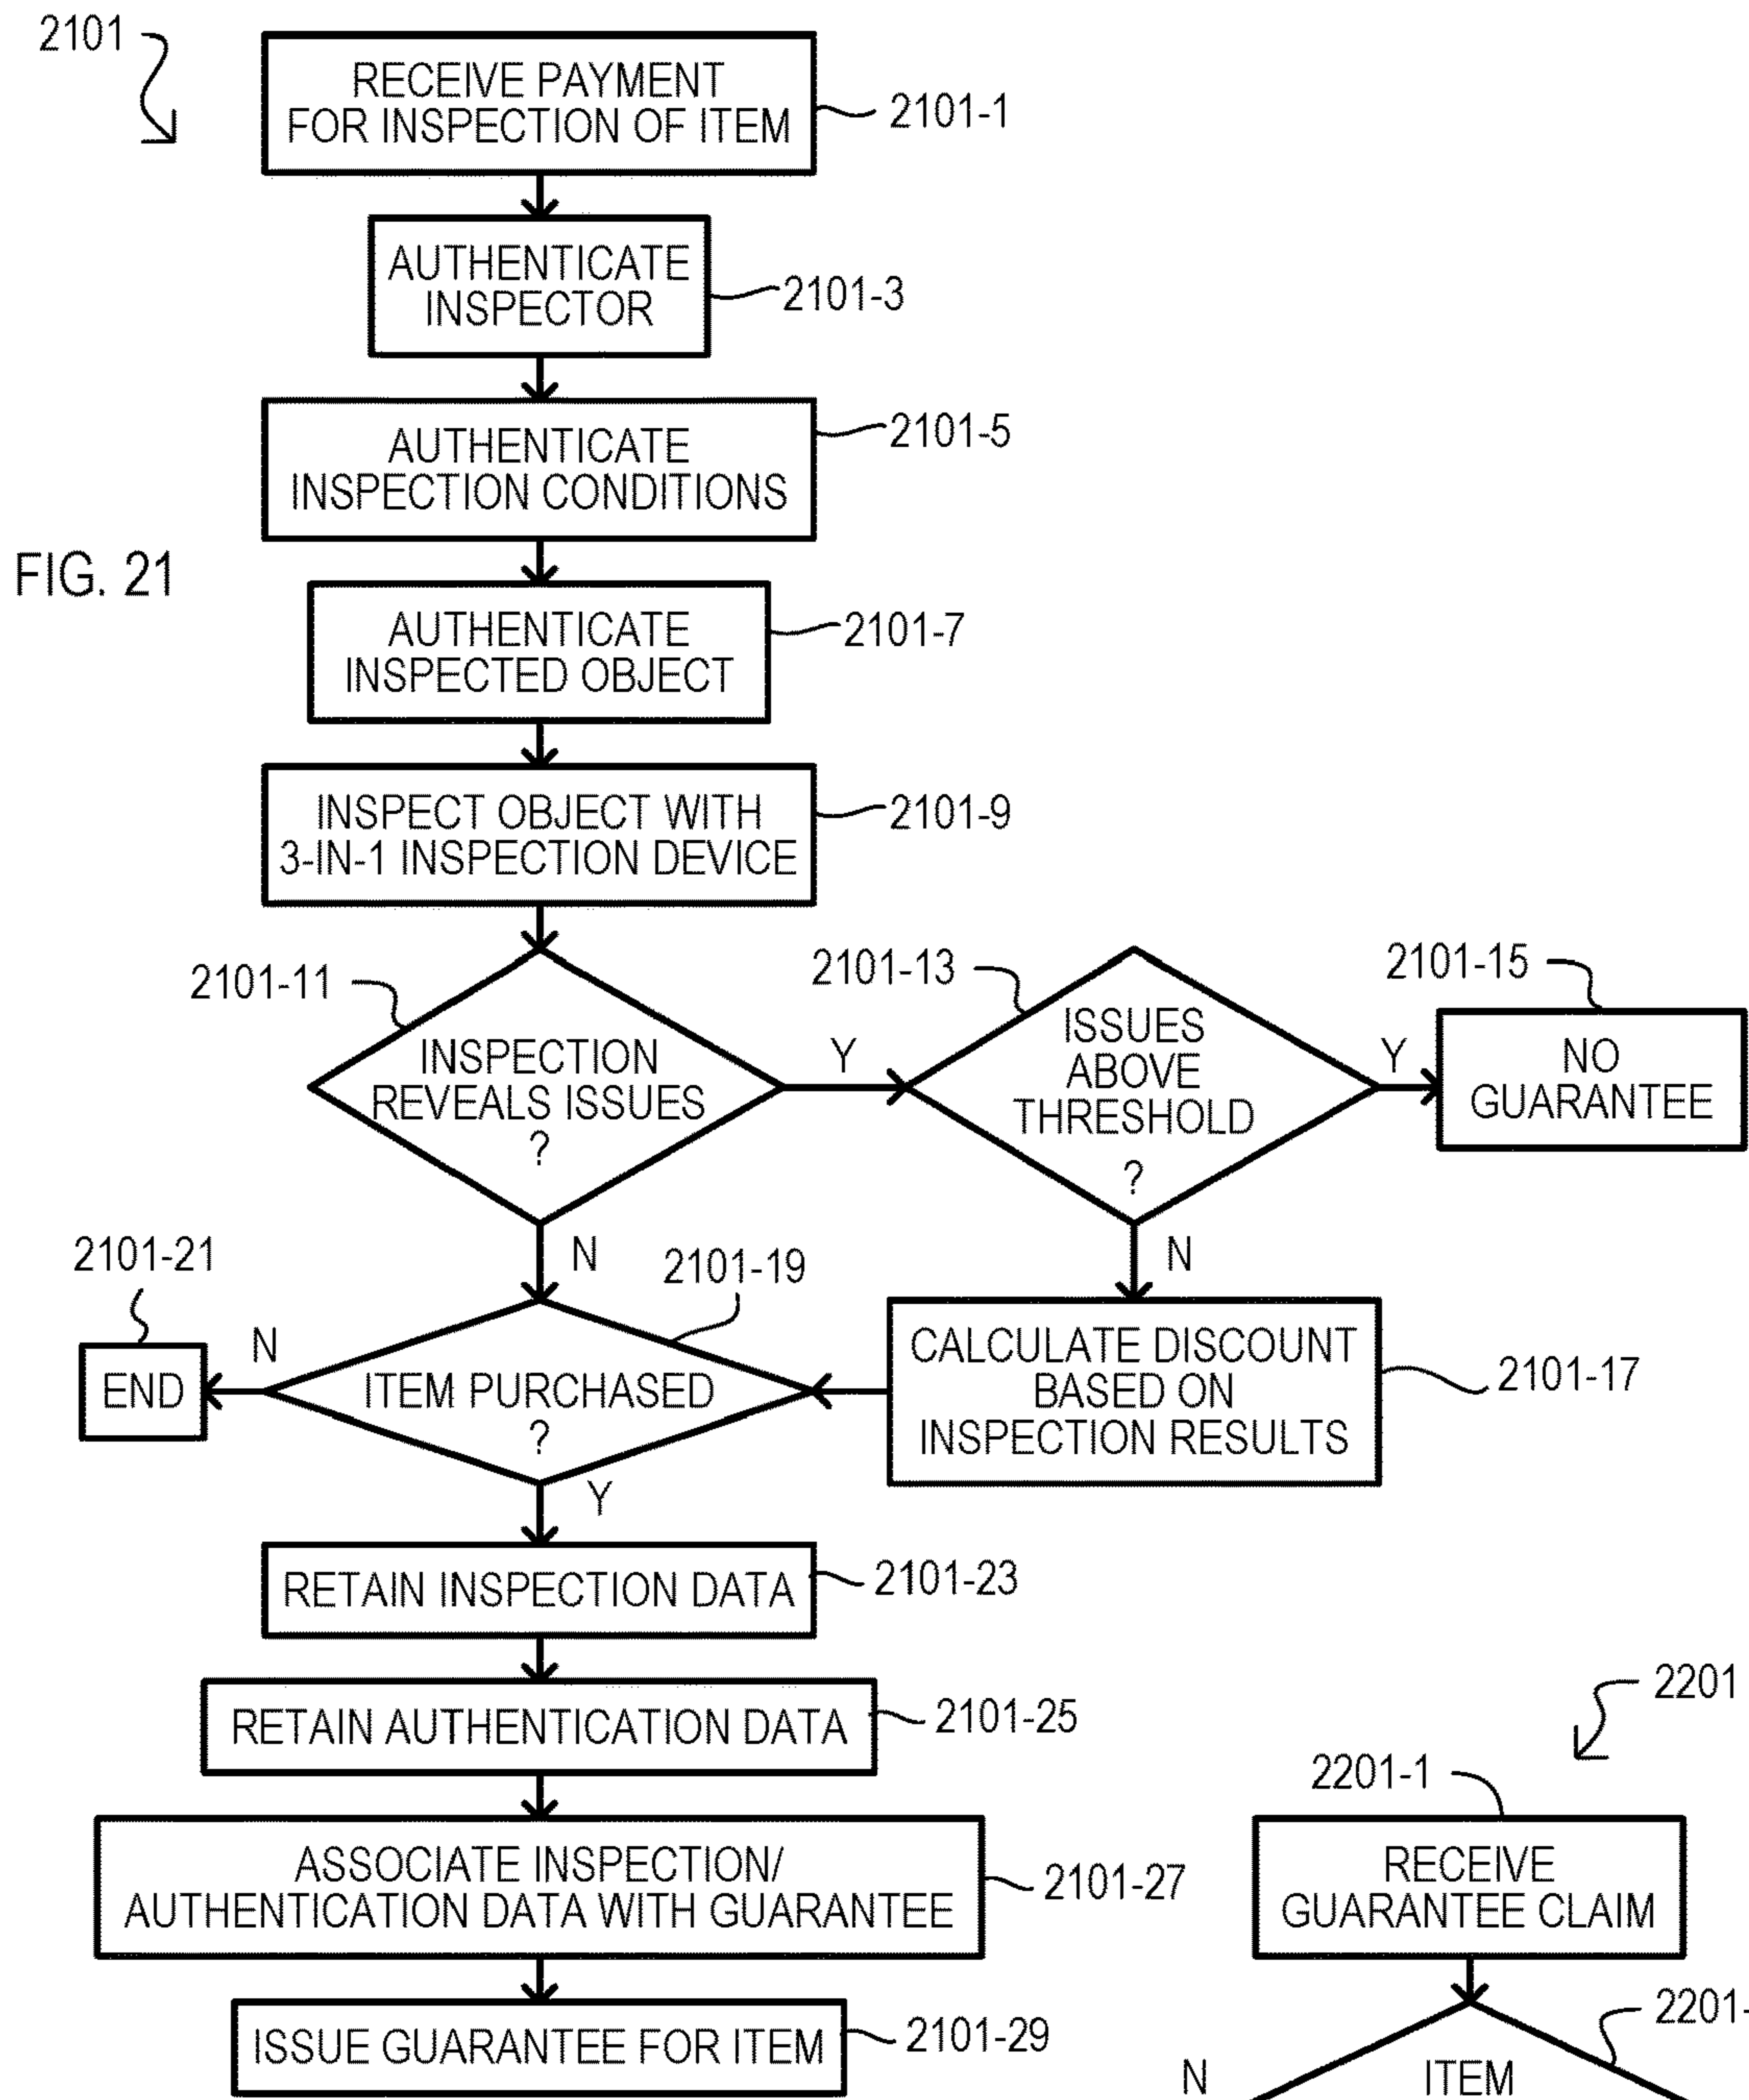 2101
RECEIVE PAYMENT
FOR INSPECTION OF ITEM
2101-1
AUTHENTICATE
INSPECTOR
2101-3
AUTHENTICATE
INSPECTION CONDITIONS
2101-5
FIG. 21
AUTHENTICATE
INSPECTED OBJECT
2101-7
INSPECT OBJECT WITH
3-IN-1 INSPECTION DEVICE
2101-9
2101-11
INSPECTION
REVEALS ISSUES
?
Y
N
2101-13
ISSUES
ABOVE
THRESHOLD
?
Y
N
2101-15
NO
GUARANTEE
2101-21
END
N
2101-19
ITEM PURCHASED
?
Y
CALCULATE DISCOUNT
BASED ON
INSPECTION RESULTS
2101-17
RETAIN INSPECTION DATA
2101-23
RETAIN AUTHENTICATION DATA
2101-25
ASSOCIATE INSPECTION/
AUTHENTICATION DATA WITH GUARANTEE
2101-27
ISSUE GUARANTEE FOR ITEM
2101-29
2201
2201-1
RECEIVE
GUARANTEE CLAIM
2201-
N
ITEM